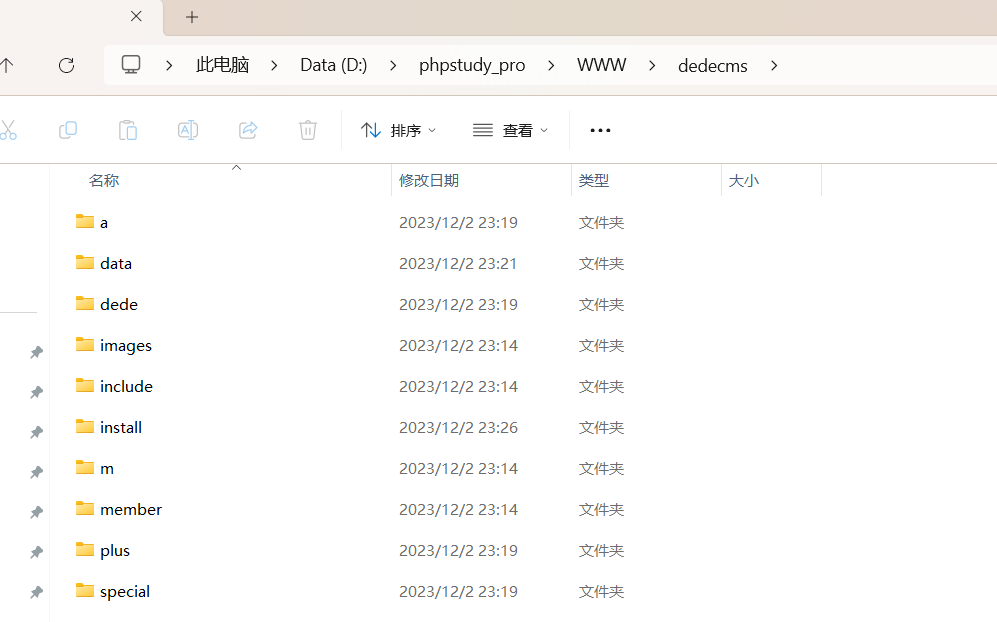 此电脑 > Data (D:) > phpstudy_pro > WWW > dedecms >
排序 查看
名称 修改日期 类型 大小
a 2023/12/2 23:19 文件夹
data 2023/12/2 23:21 文件夹
dede 2023/12/2 23:19 文件夹
images 2023/12/2 23:14 文件夹
include 2023/12/2 23:14 文件夹
install 2023/12/2 23:26 文件夹
m 2023/12/2 23:14 文件夹
member 2023/12/2 23:14 文件夹
plus 2023/12/2 23:19 文件夹
special 2023/12/2 23:19 文件夹